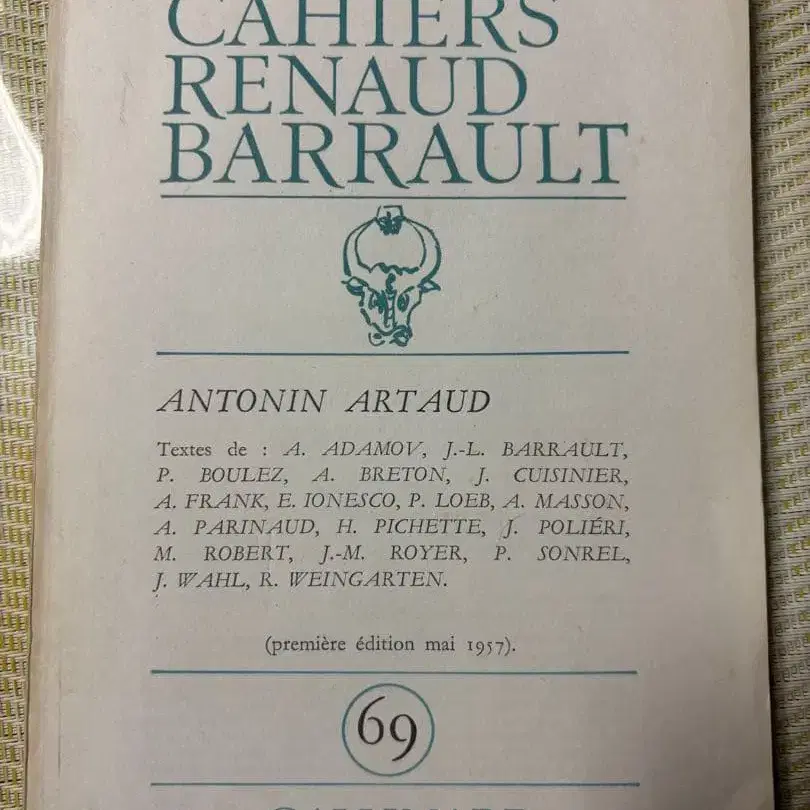 CAHIERS
RENAUD
BARRAULT
ANTONIN ARTAUD
Textes de : A. ADAMOV, J.-L. BARRAULT,
P. BOULEZ, A. BRETON, J. CUISINIER,
A. FRANK, E. IONESCO, P. LOEB, A. MASSON,
A. PARINAUD, H. PICHETTE, J. POLIÉRI,
M. ROBERT, J.-M. ROYER, P. SONREL,
J. WAHL, R. WEINGARTEN.
(première édition mai 1957).
69